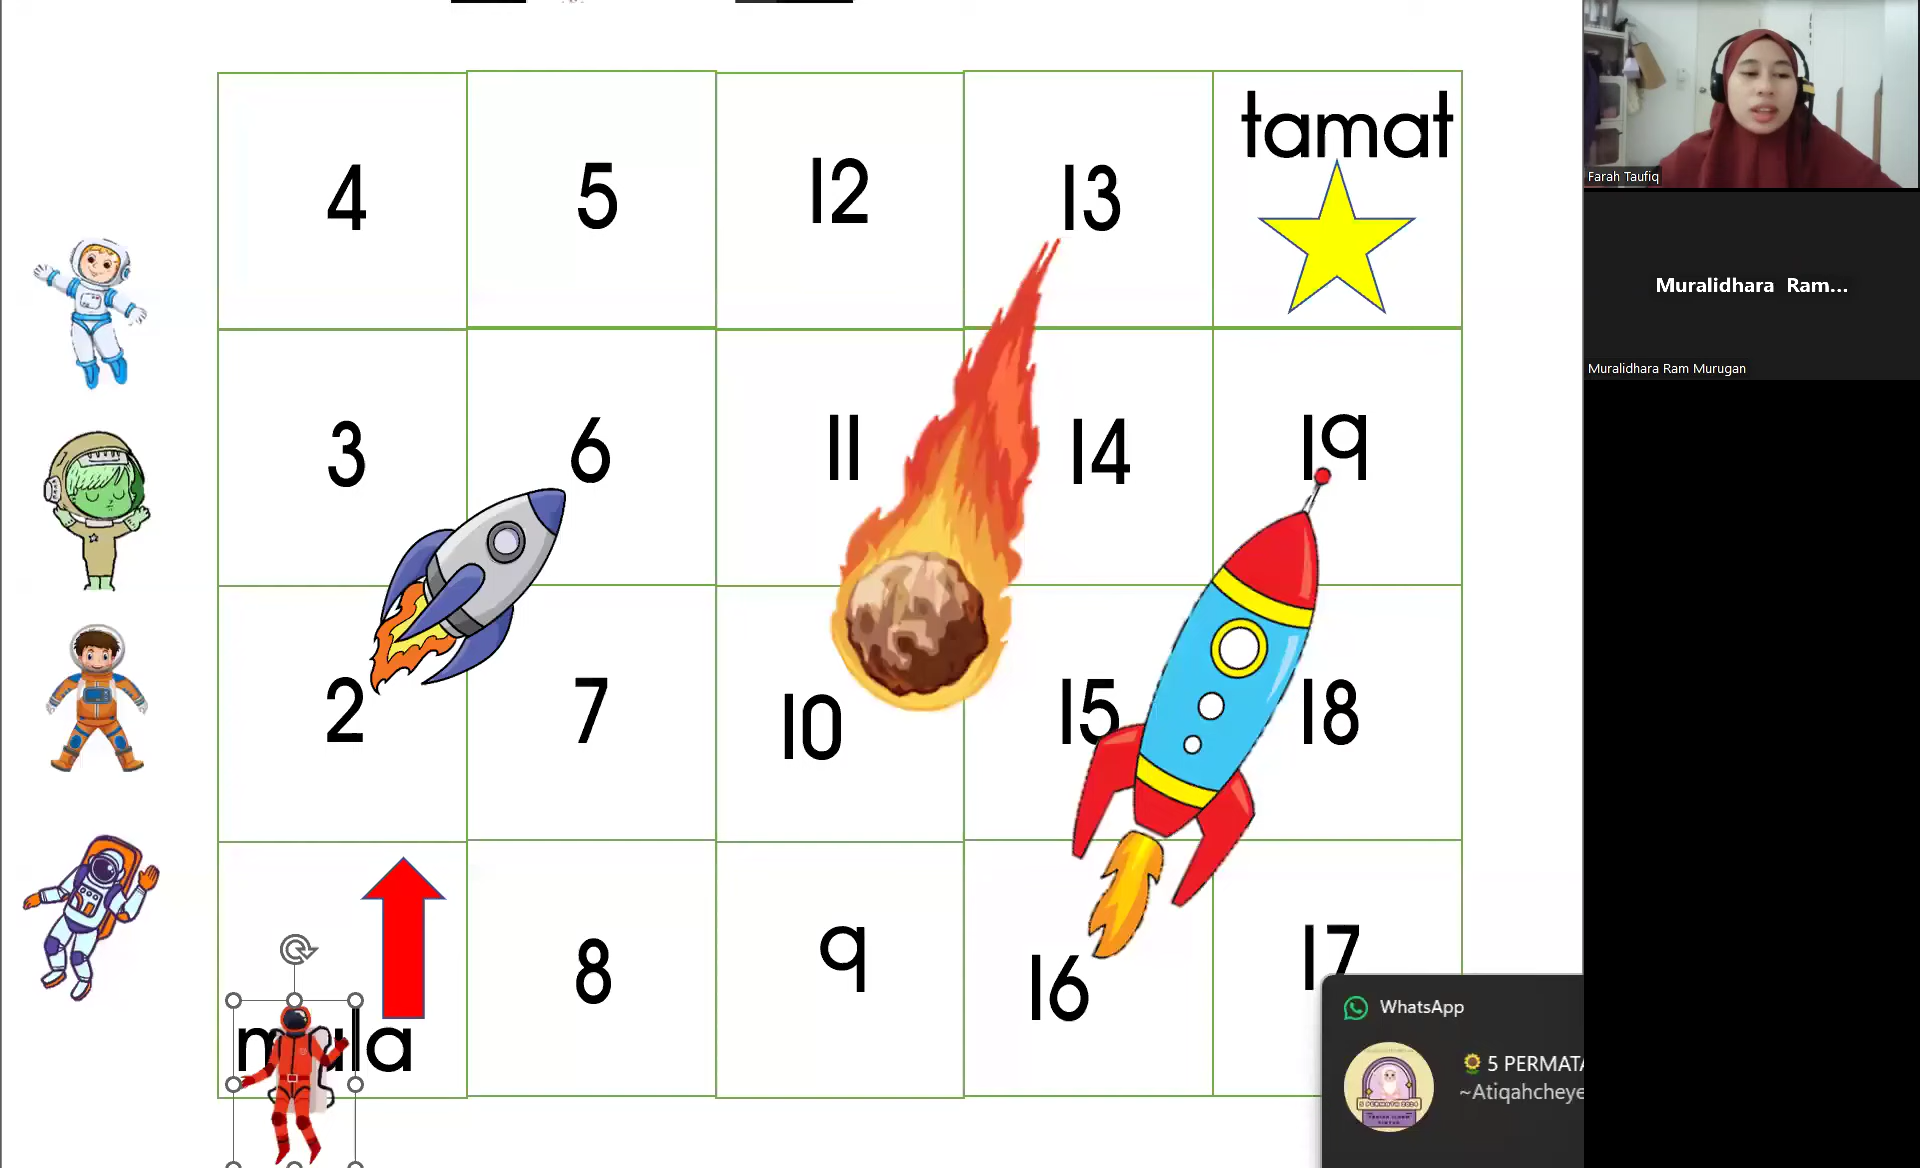 4 5 12 13 tamat
3 6 11 14 19
2 7 10 15 18
mula 8 9 16 17
Farah Taufiq
Muralidhara Ram...
Muralidhara Ram Murugan
WhatsApp
5 PERMATA
~Atiqahcheye